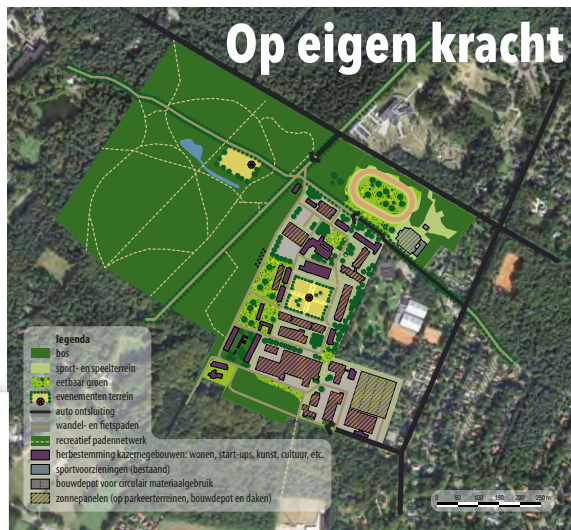 Op eigen kracht
legenda
bos
sport- en speelterrein
eetbaar groen
evenementen terrein
auto ontsluiting
wandel- en fietspaden
recreatief padennetwerk
herbestemming kazernegebouwen: wonen, start-ups, kunst, cultuur, etc.
sportvoorzieningen (bestaand)
bouwdepot voor circulair materiaalgebruik
zonnepanelen (op parkeerterreinen, bouwdepot en daken)
0 50 100 150 200 250 m